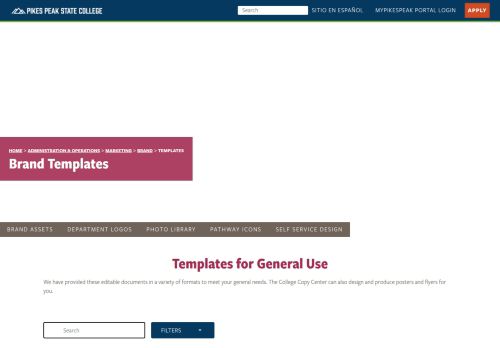 PIKES PEAK STATE COLLEGE
Search
SITIO EN ESPAÑOL
MYPIKESPEAK PORTAL LOGIN
APPLY
HOME > ADMINISTRATION & OPERATIONS > MARKETING > BRAND > TEMPLATES
Brand Templates
BRAND ASSETS
DEPARTMENT LOGOS
PHOTO LIBRARY
PATHWAY ICONS
SELF SERVICE DESIGN
Templates for General Use
We have provided these editable documents in a variety of formats to meet your general needs. The College Copy Center can also design and produce posters and flyers for
you.
Search
FILTERS